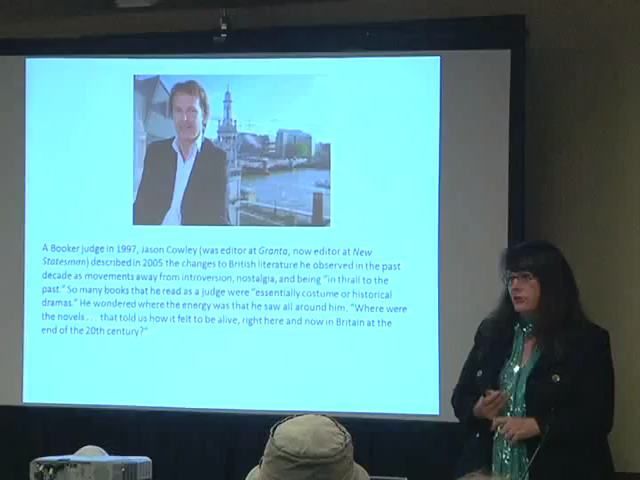 A Booker judge in 1997, Jason Cowley (was editor at Granta, now editor at New
Statesman) described in 2005 the changes to British literature he observed in the past
decade as movements away from introversion, nostalgia, and being "in thrall to the
past." So many books that he read as a judge were "essentially costume or historical
dramas." He wondered where the energy was that he saw all around him. "Where were
the novels . . . that told us how it felt to be alive, right here and now in Britain at the
end of the 20th century?"